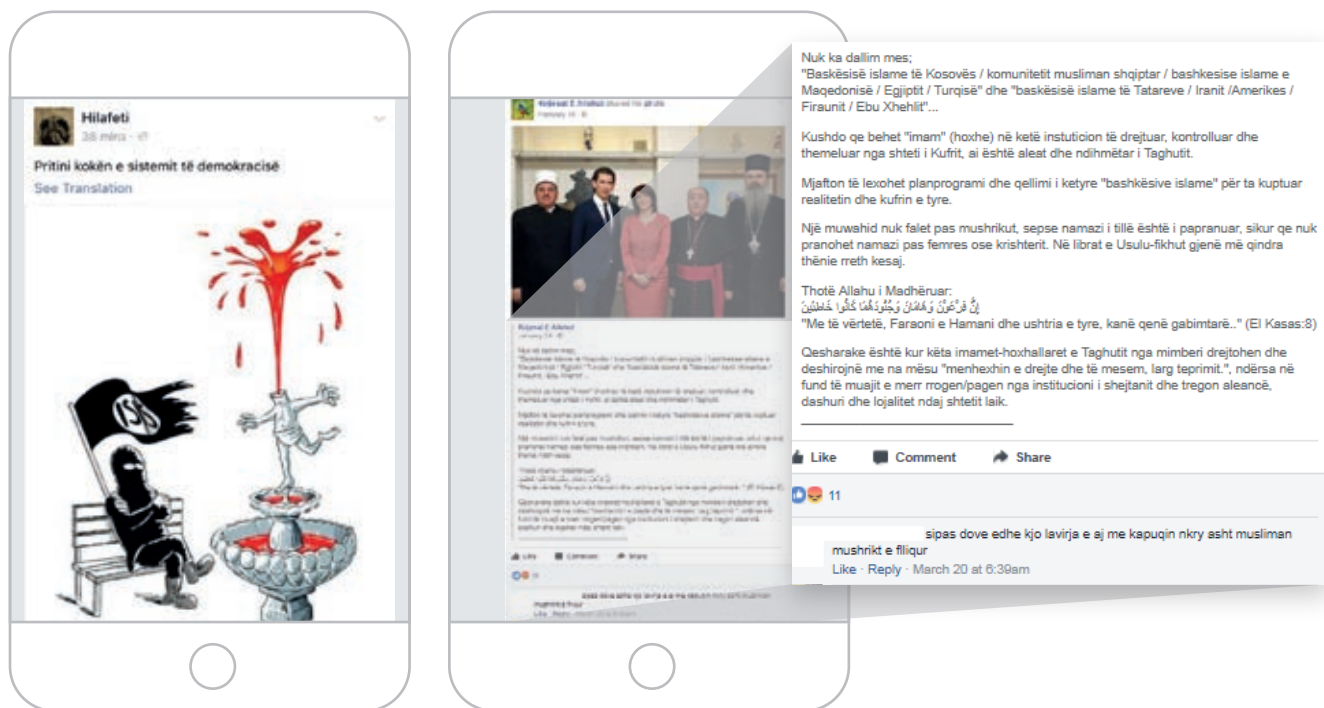 Hilafeti
38 mëna
Pritini kokën e sistemit të demokracisë
See Translation
ISIS
Nuk ka dallim mes;
"Baskësisë islame të Kosovës / komunitetit musliman shqiptar / bashkesise islame e
Maqedonisë / Egjiptit / Turqisë" dhe "baskësisë islame të Tatareve / Iranit /Amerikes /
Firaunit / Ebu Xhehlit"...
Kushdo qe behet "imam" (hoxhe) në ketë instuticion të drejtuar, kontrolluar dhe
themeluar nga shteti i Kufrit, ai është aleat dhe ndihmëtar i Taghutit.
Mjafton të lexohet planprogrami dhe qellimi i ketyre "bashkësive islame" për ta kuptuar
realitetin dhe kufrin e tyre.
Një muwahid nuk falet pas mushrikut, sepse namazi i tillë është i papranuar, sikur qe nuk
pranohet namazi pas femres ose krishterit. Në librat e Usulu-fikhut gjenë më qindra
thënie rreth kesaj.
Thotë Allahu i Madhëruar:
إِنَّ فِرْعَوْنَ وَهَامَانَ وَجُنُودَهُمَا كَانُوا خَاطِئِينَ
"Me të vërtetë, Faraoni e Hamani dhe ushtria e tyre, kanë qenë gabimtarë.." (El Kasas:8)
Qesharake është kur këta imamet-hoxhallaret e Taghutit nga mimberi drejtohen dhe
deshirojnë me na mësu "menhexhin e drejte dhe të mesem, larg teprimit.", ndërsa në
fund të muajit e merr rrogen/pagen nga institucioni i shejtanit dhe tregon aleancë,
dashuri dhe lojalitet ndaj shtetit laik.
Like Comment Share
11
sipas dove edhe kjo lavirja e aj me kapuqin nkry asht musliman
mushrikt e flliqur
Like · Reply · March 20 at 6:39am